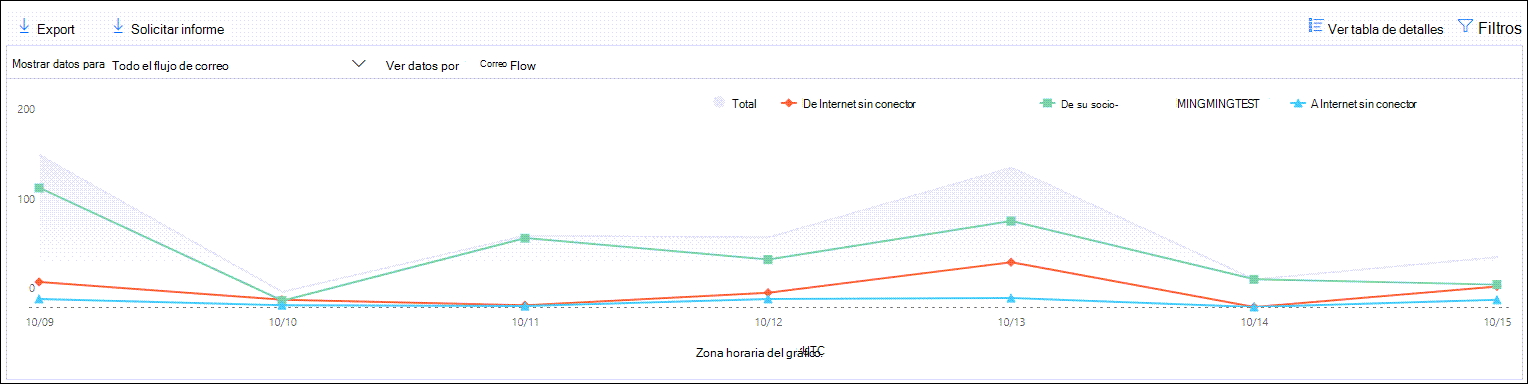 Export Solicitar informe Ver tabla de detalles Filtros
Mostrar datos para Todo el flujo de correo Ver datos por Correo Flow
200
Total De Internet sin conector De su socio- MINGMINGTEST A Internet sin conector
100
0
10/09 10/10 10/11 10/12 10/13 10/14 10/15
Zona horaria del gráfico: UTC